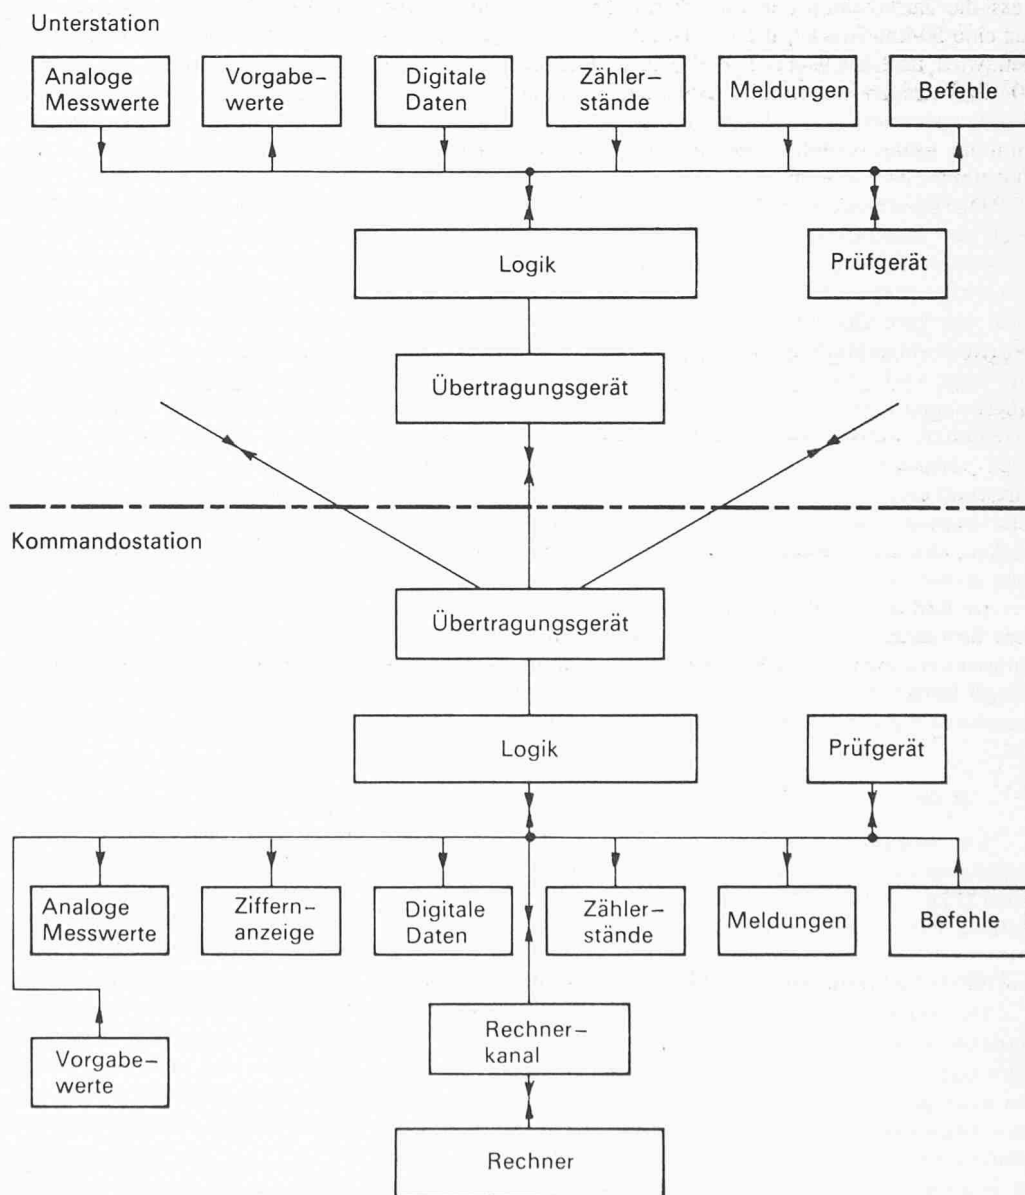 Unterstation
Analoge
Messwerte
Vorgabe-
werte
Digitale
Daten
Zähler-
stände
Meldungen
Befehle
Logik
Prüfgerät
Übertragungsgerät
Kommandostation
Übertragungsgerät
Logik
Prüfgerät
Analoge
Messwerte
Ziffern-
anzeige
Digitale
Daten
Zähler-
stände
Meldungen
Befehle
Vorgabe-
werte
Rechner-
kanal
Rechner